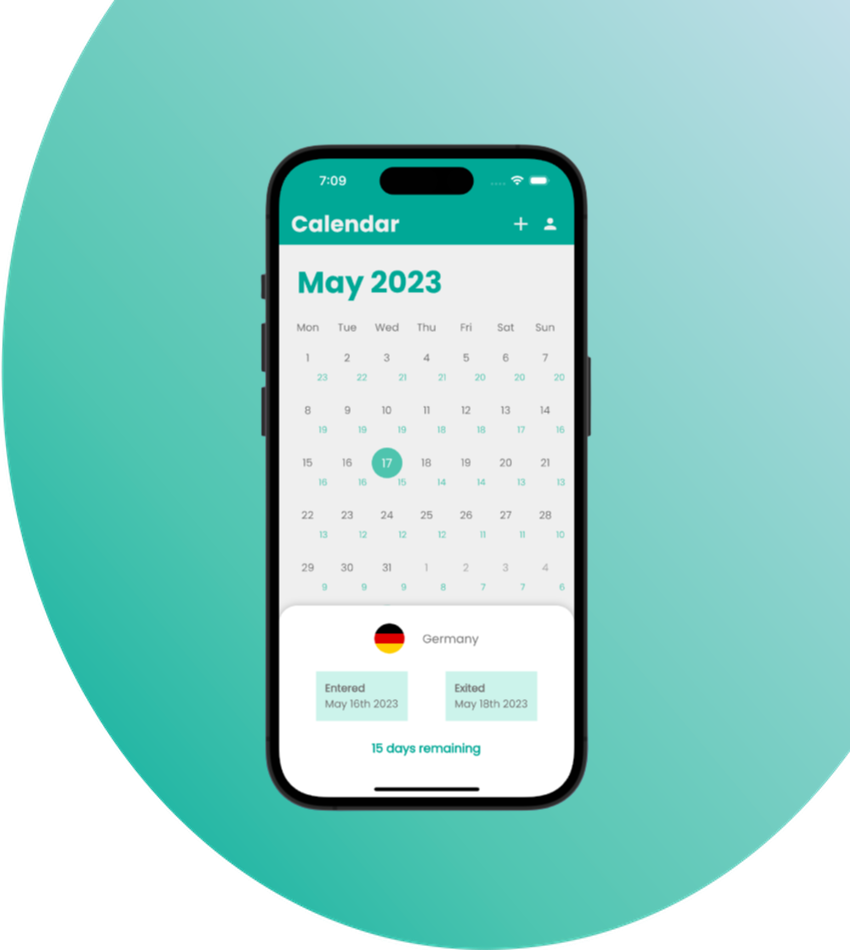 7:09
Calendar
May 2023
Mon Tue Wed Thu Fri Sat Sun
1 2 3 4 5 6 7
23 22 21 21 20 20 20
8 9 10 11 12 13 14
19 19 19 18 18 17 16
15 16 17 18 19 20 21
16 16 15 14 14 13 13
22 23 24 25 26 27 28
13 12 12 12 11 11 10
29 30 31 1 2 3 4
9 9 9 8 7 7 6
Germany
Entered Exited
May 16th 2023 May 18th 2023
15 days remaining